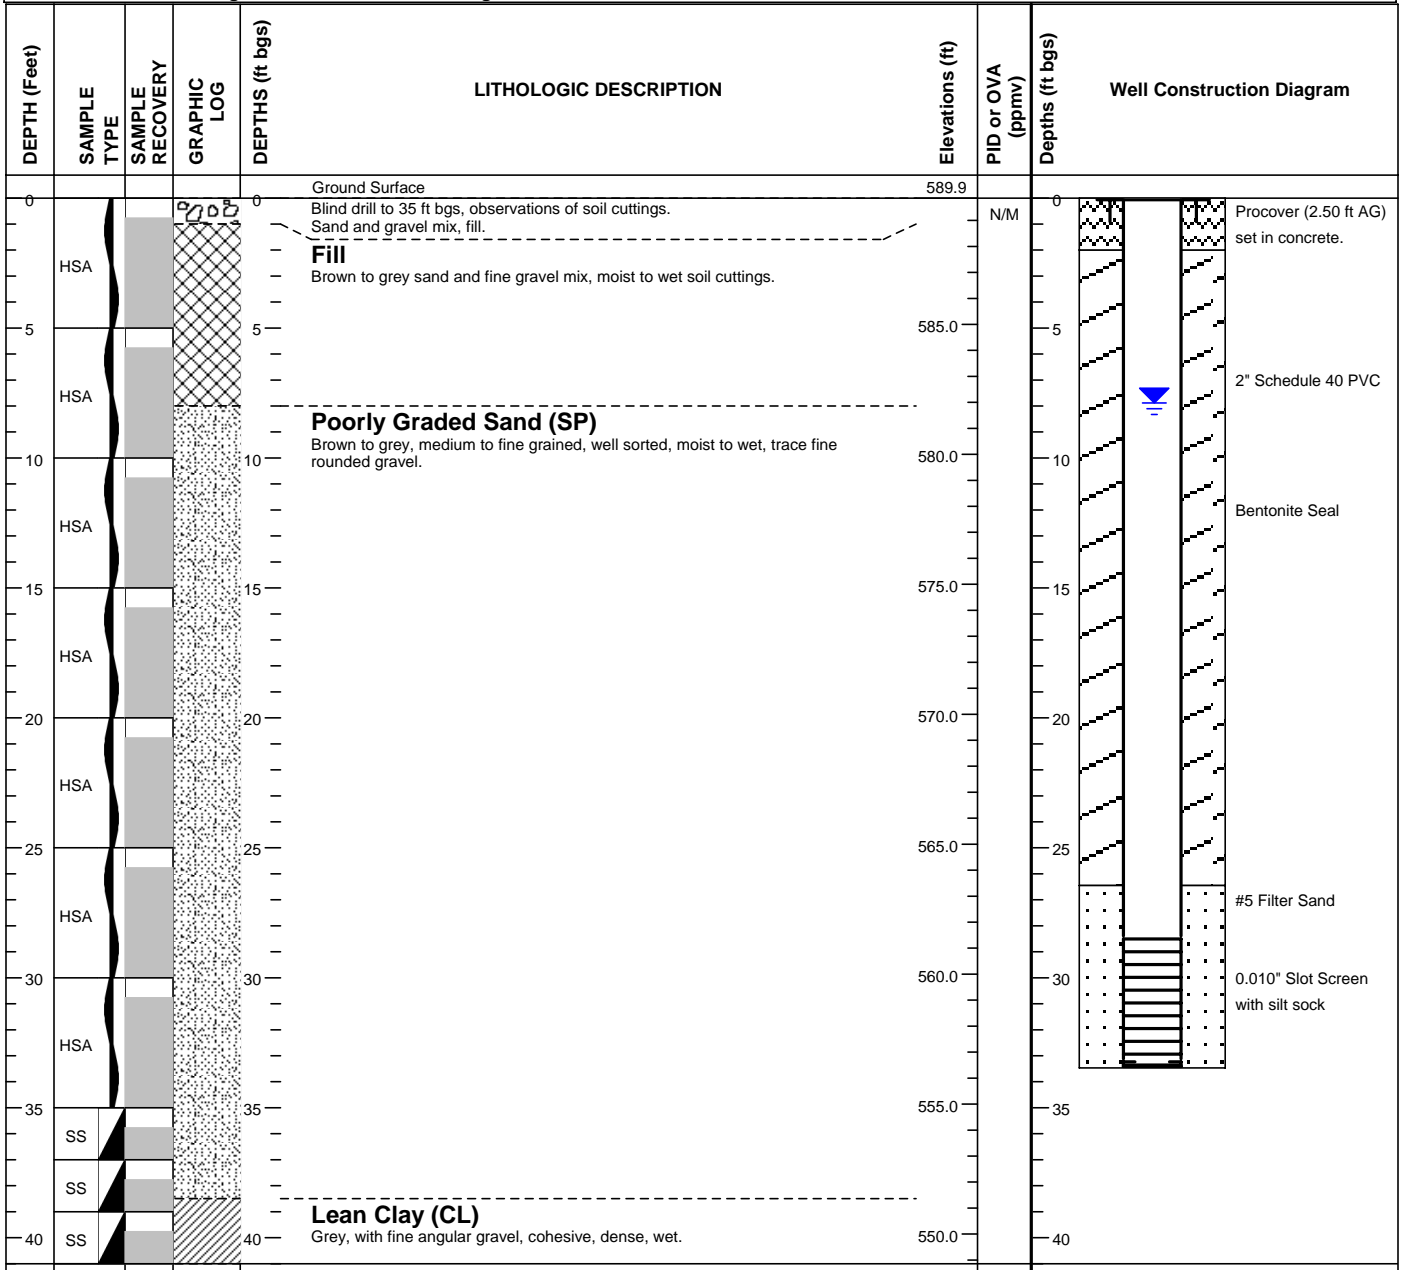 DEPTH (Feet)
SAMPLE TYPE
SAMPLE RECOVERY
GRAPHIC LOG
DEPTHS (ft bgs)
LITHOLOGIC DESCRIPTION
Elevations (ft)
PID or OVA (ppmv)
Depths (ft bgs)
Well Construction Diagram
Ground Surface
589.9
0
0
Blind drill to 35 ft bgs, observations of soil cuttings.
Sand and gravel mix, fill.
N/M
0
Procover (2.50 ft AG)
set in concrete.
Fill
Brown to grey sand and fine gravel mix, moist to wet soil cuttings.
HSA
5
5
585.0
5
2" Schedule 40 PVC
HSA
Poorly Graded Sand (SP)
Brown to grey, medium to fine grained, well sorted, moist to wet, trace fine
rounded gravel.
10
10
580.0
10
Bentonite Seal
HSA
15
15
575.0
15
HSA
20
20
570.0
20
HSA
25
25
565.0
25
#5 Filter Sand
HSA
30
30
560.0
30
0.010" Slot Screen
with silt sock
HSA
35
35
555.0
35
SS
SS
Lean Clay (CL)
Grey, with fine angular gravel, cohesive, dense, wet.
40
SS
40
550.0
40